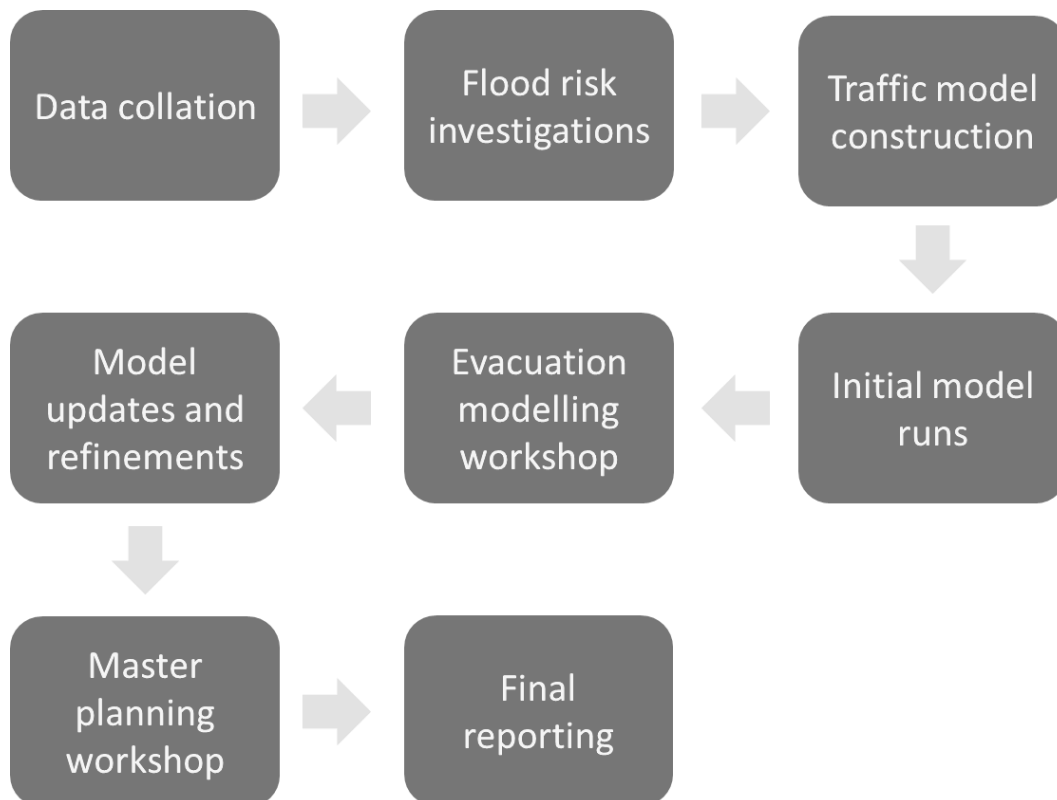 Data collation
Flood risk
investigations
Traffic model
construction
Initial model
runs
Evacuation
modelling
workshop
Model
updates and
refinements
Master
planning
workshop
Final
reporting